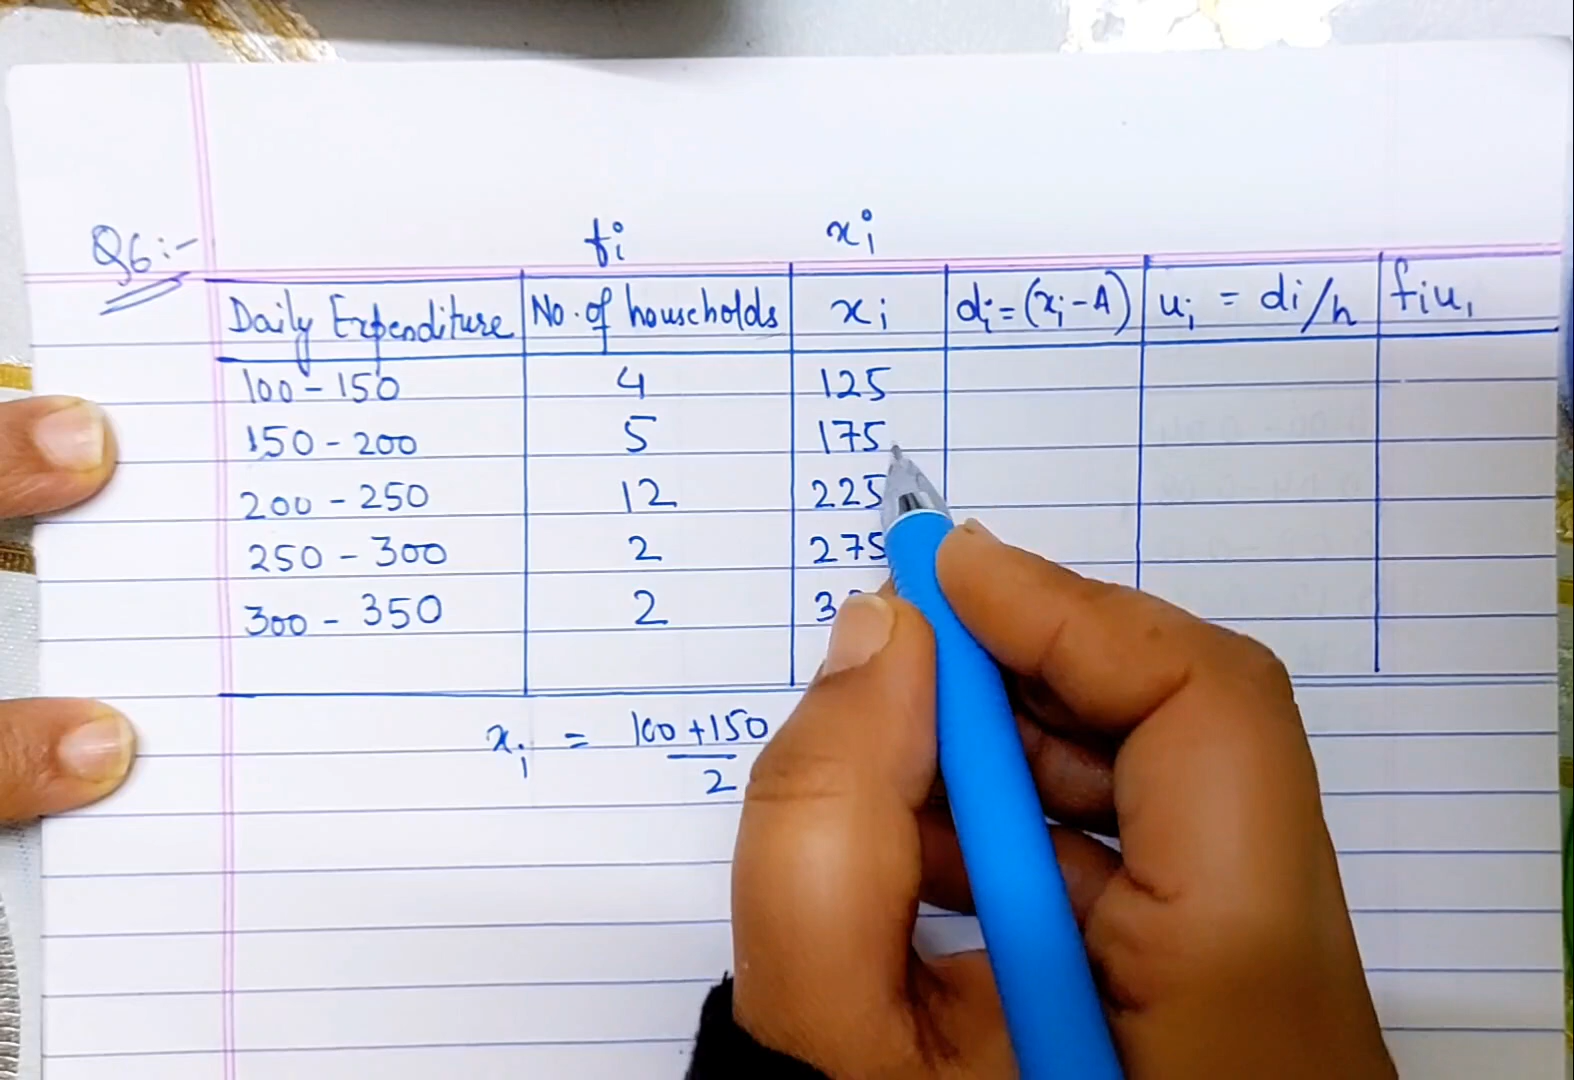 Q6:-
fi xi
Daily Expenditure No. of households xi di=(xi-A) ui = di/h fiui
100-150 4 125
150-200 5 175
200-250 12 225
250-300 2 275
300-350 2
xi = 100+150
2